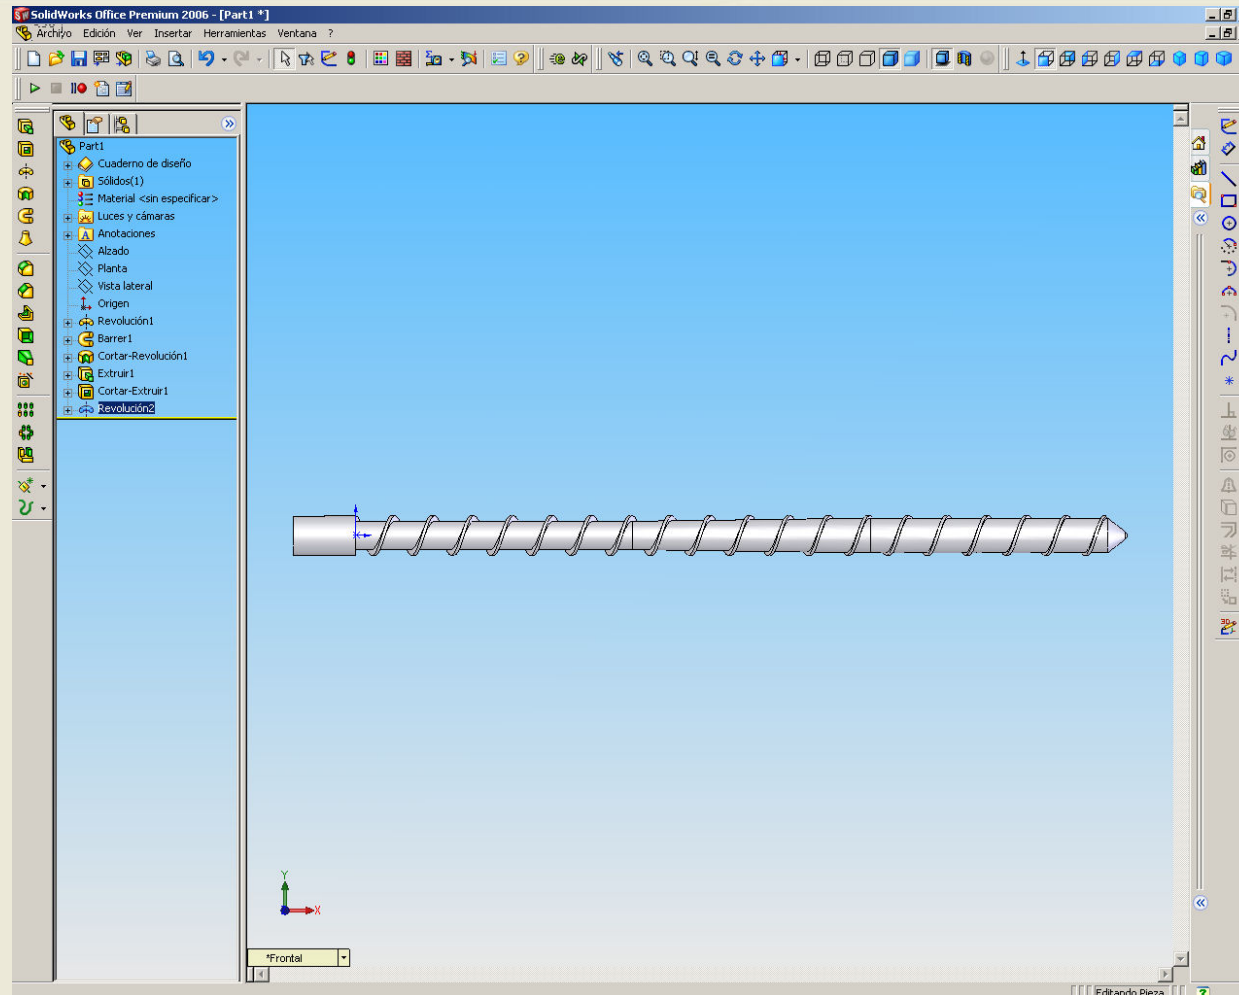 SolidWorks Office Premium 2006 - [Part1 *]
Archivo Edición Ver Insertar Herramientas Ventana ?
Part1
Cuaderno de diseño
Sólidos(1)
Material <sin especificar>
Luces y cámaras
Anotaciones
Alzado
Planta
Vista lateral
Origen
Revolución1
Barrer1
Cortar-Revolución1
Extruir1
Cortar-Extruir1
Revolución2
Y
X
*Frontal
Editando Pieza